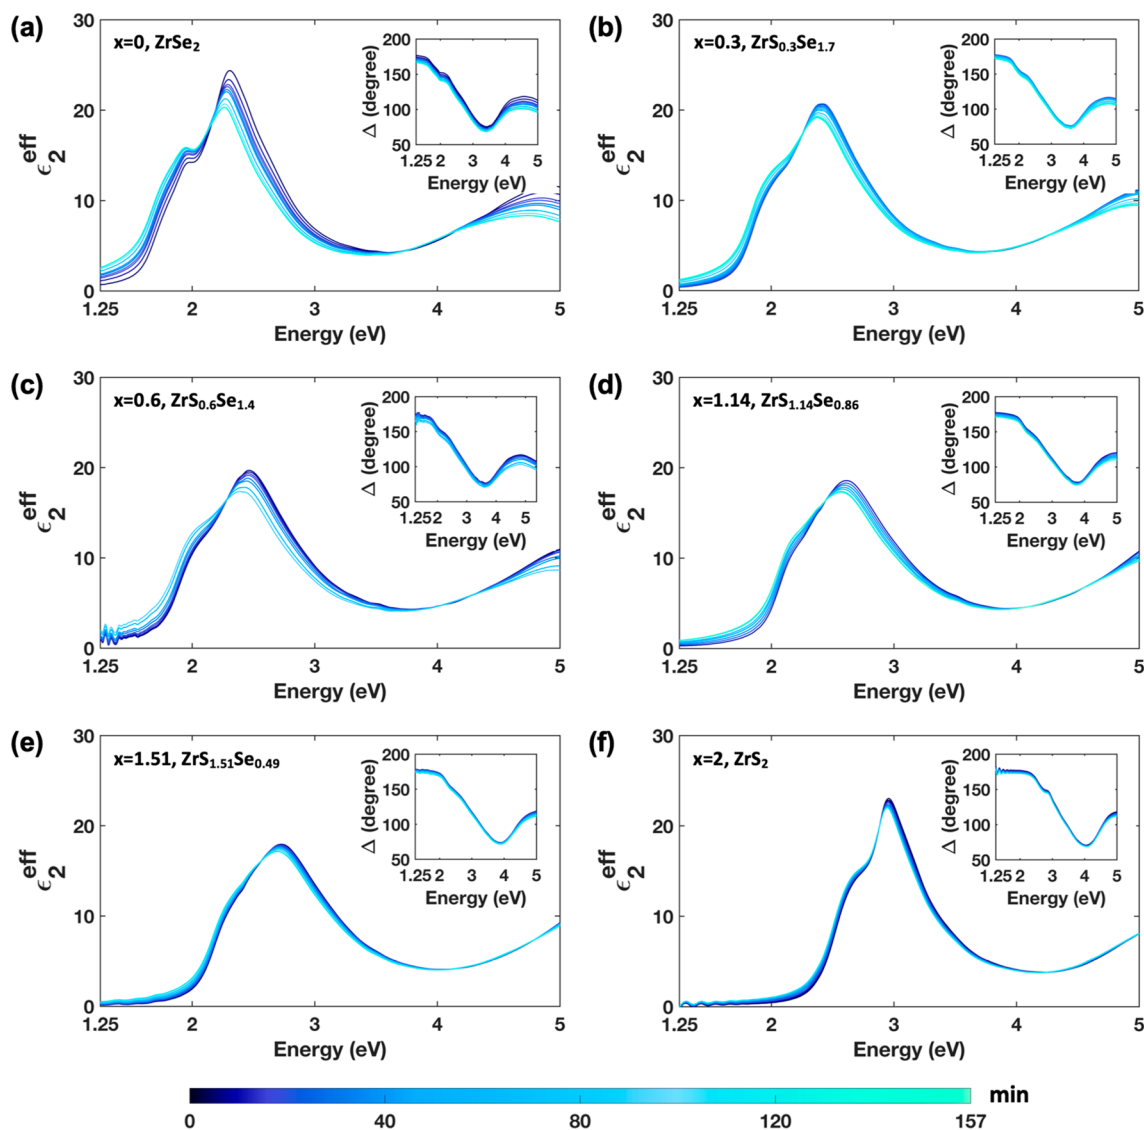 (a)
x=0, ZrSe2
30
20
10
0
ϵ2eff
1.25 2 3 4 5
Energy (eV)
200
150
100
50
Δ (degree)
1.25 2 3 4 5
Energy (eV)
(b)
x=0.3, ZrS0.3Se1.7
30
20
10
0
1.25 2 3 4 5
Energy (eV)
200
150
100
50
Δ (degree)
1.25 2 3 4 5
Energy (eV)
(c)
x=0.6, ZrS0.6Se1.4
30
20
10
0
ϵ2eff
1.25 2 3 4 5
Energy (eV)
200
150
100
50
Δ (degree)
1.25 2 3 4 5
Energy (eV)
(d)
x=1.14, ZrS1.14Se0.86
30
20
10
0
1.25 2 3 4 5
Energy (eV)
200
150
100
50
Δ (degree)
1.25 2 3 4 5
Energy (eV)
(e)
x=1.51, ZrS1.51Se0.49
30
20
10
0
ϵ2eff
1.25 2 3 4 5
Energy (eV)
200
150
100
50
Δ (degree)
1.25 2 3 4 5
Energy (eV)
(f)
x=2, ZrS2
30
20
10
0
1.25 2 3 4 5
Energy (eV)
200
150
100
50
Δ (degree)
1.25 2 3 4 5
Energy (eV)
min
0 40 80 120 157